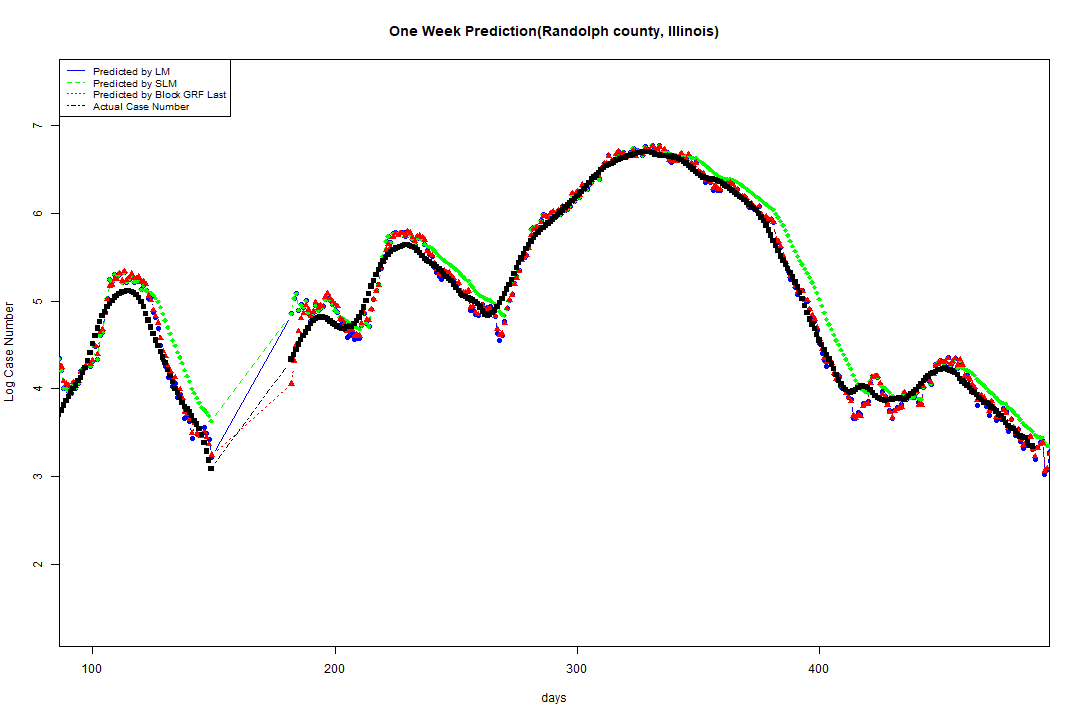 One Week Prediction(Randolph county, Illinois)
Predicted by LM
Predicted by SLM
Predicted by Block GRF Last
Actual Case Number
Log Case Number
7
6
5
4
3
2
100 200 300 400
days